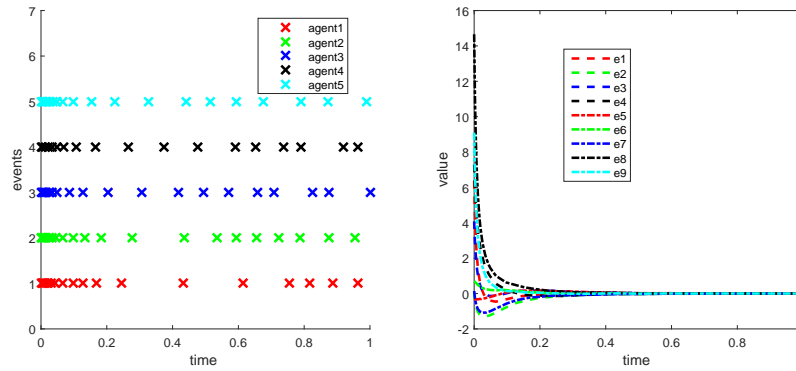 7
6
5
4
3
2
1
0
events
0
0.2
0.4
0.6
0.8
1
time
agent1
agent2
agent3
agent4
agent5
16
14
12
10
8
6
4
2
0
-2
value
0
0.2
0.4
0.6
0.8
time
e1
e2
e3
e4
e5
e6
e7
e8
e9